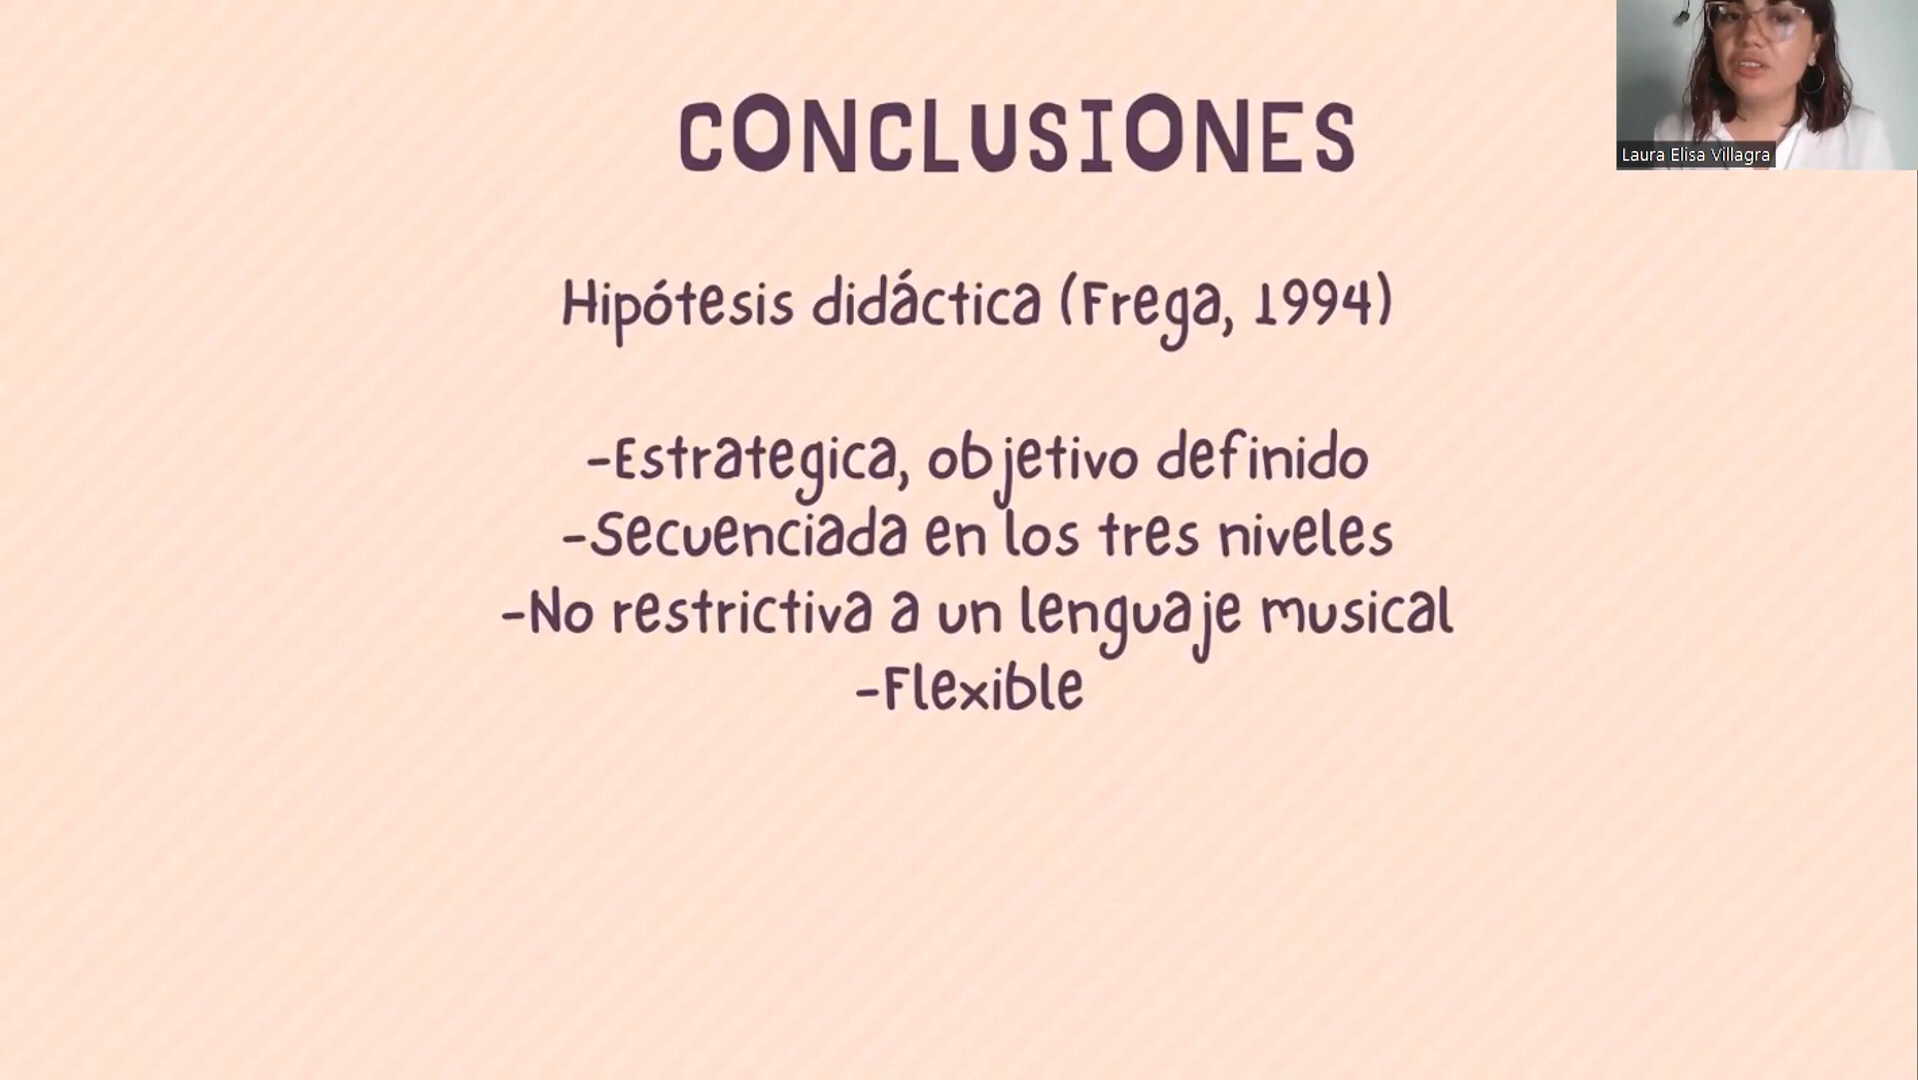 CONCLUSIONES
Laura Elisa Villagra
Hipótesis didáctica (Frega, 1994)
-Estrategica, objetivo definido
-Secuenciada en los tres niveles
-No restrictiva a un lenguaje musical
-Flexible